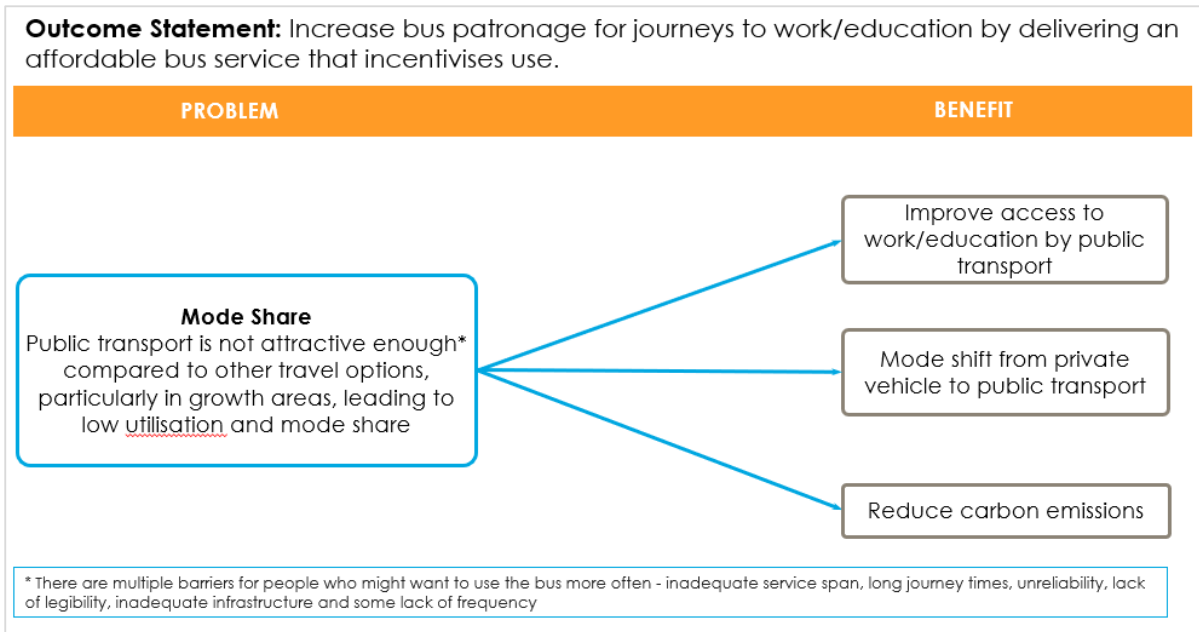 Outcome Statement: Increase bus patronage for journeys to work/education by delivering an
affordable bus service that incentivises use.
PROBLEM
BENEFIT
Mode Share
Public transport is not attractive enough*
compared to other travel options,
particularly in growth areas, leading to
low utilisation and mode share
Improve access to
work/education by public
transport
Mode shift from private
vehicle to public transport
Reduce carbon emissions
* There are multiple barriers for people who might want to use the bus more often - inadequate service span, long journey times, unreliability, lack
of legibility, inadequate infrastructure and some lack of frequency